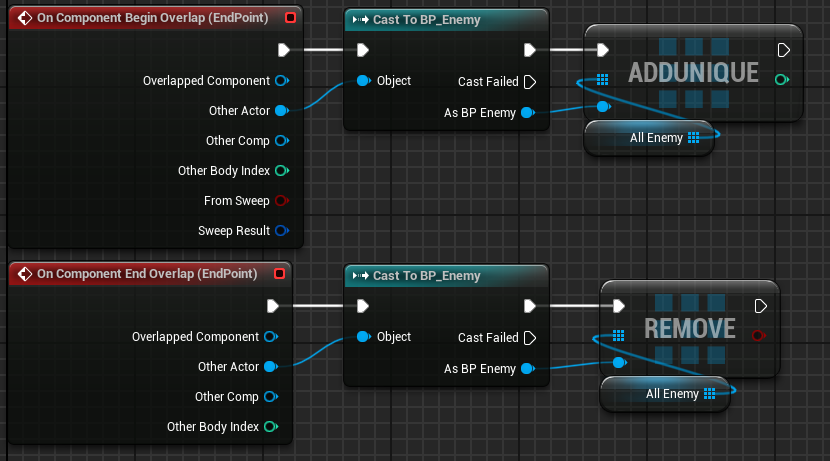 On Component Begin Overlap (EndPoint)
Overlapped Component
Other Actor
Other Comp
Other Body Index
From Sweep
Sweep Result
Cast To BP_Enemy
Object
Cast Failed
As BP Enemy
ADDUNIQUE
All Enemy
On Component End Overlap (EndPoint)
Overlapped Component
Other Actor
Other Comp
Other Body Index
Cast To BP_Enemy
Object
Cast Failed
As BP Enemy
REMOVE
All Enemy